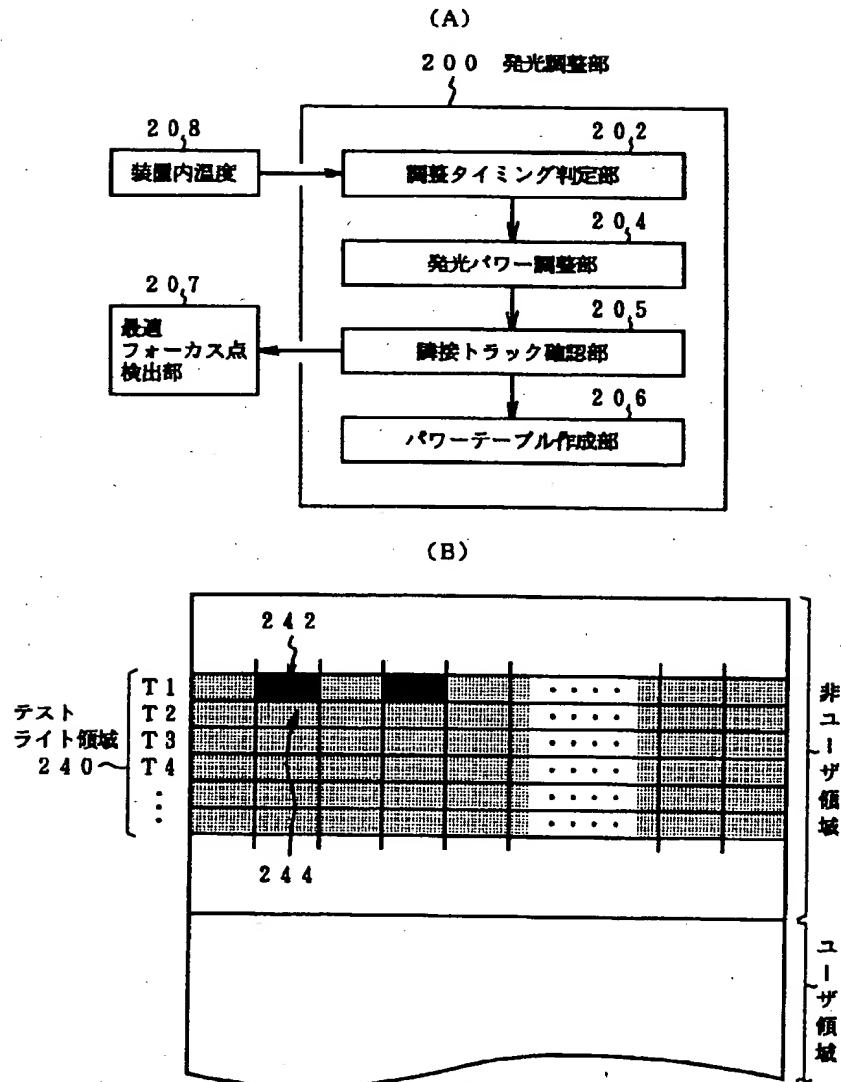 (A)
200 発光調整部
208
装置内温度
202
調整タイミング判定部
204
発光パワー調整部
207
最適
フォーカス点
検出部
205
隣接トラック確認部
206
パワーテーブル作成部
(B)
242
T1
T2
T3
T4
テスト
ライト領域
240~
244
非ユーザ領域
ユーザ領域